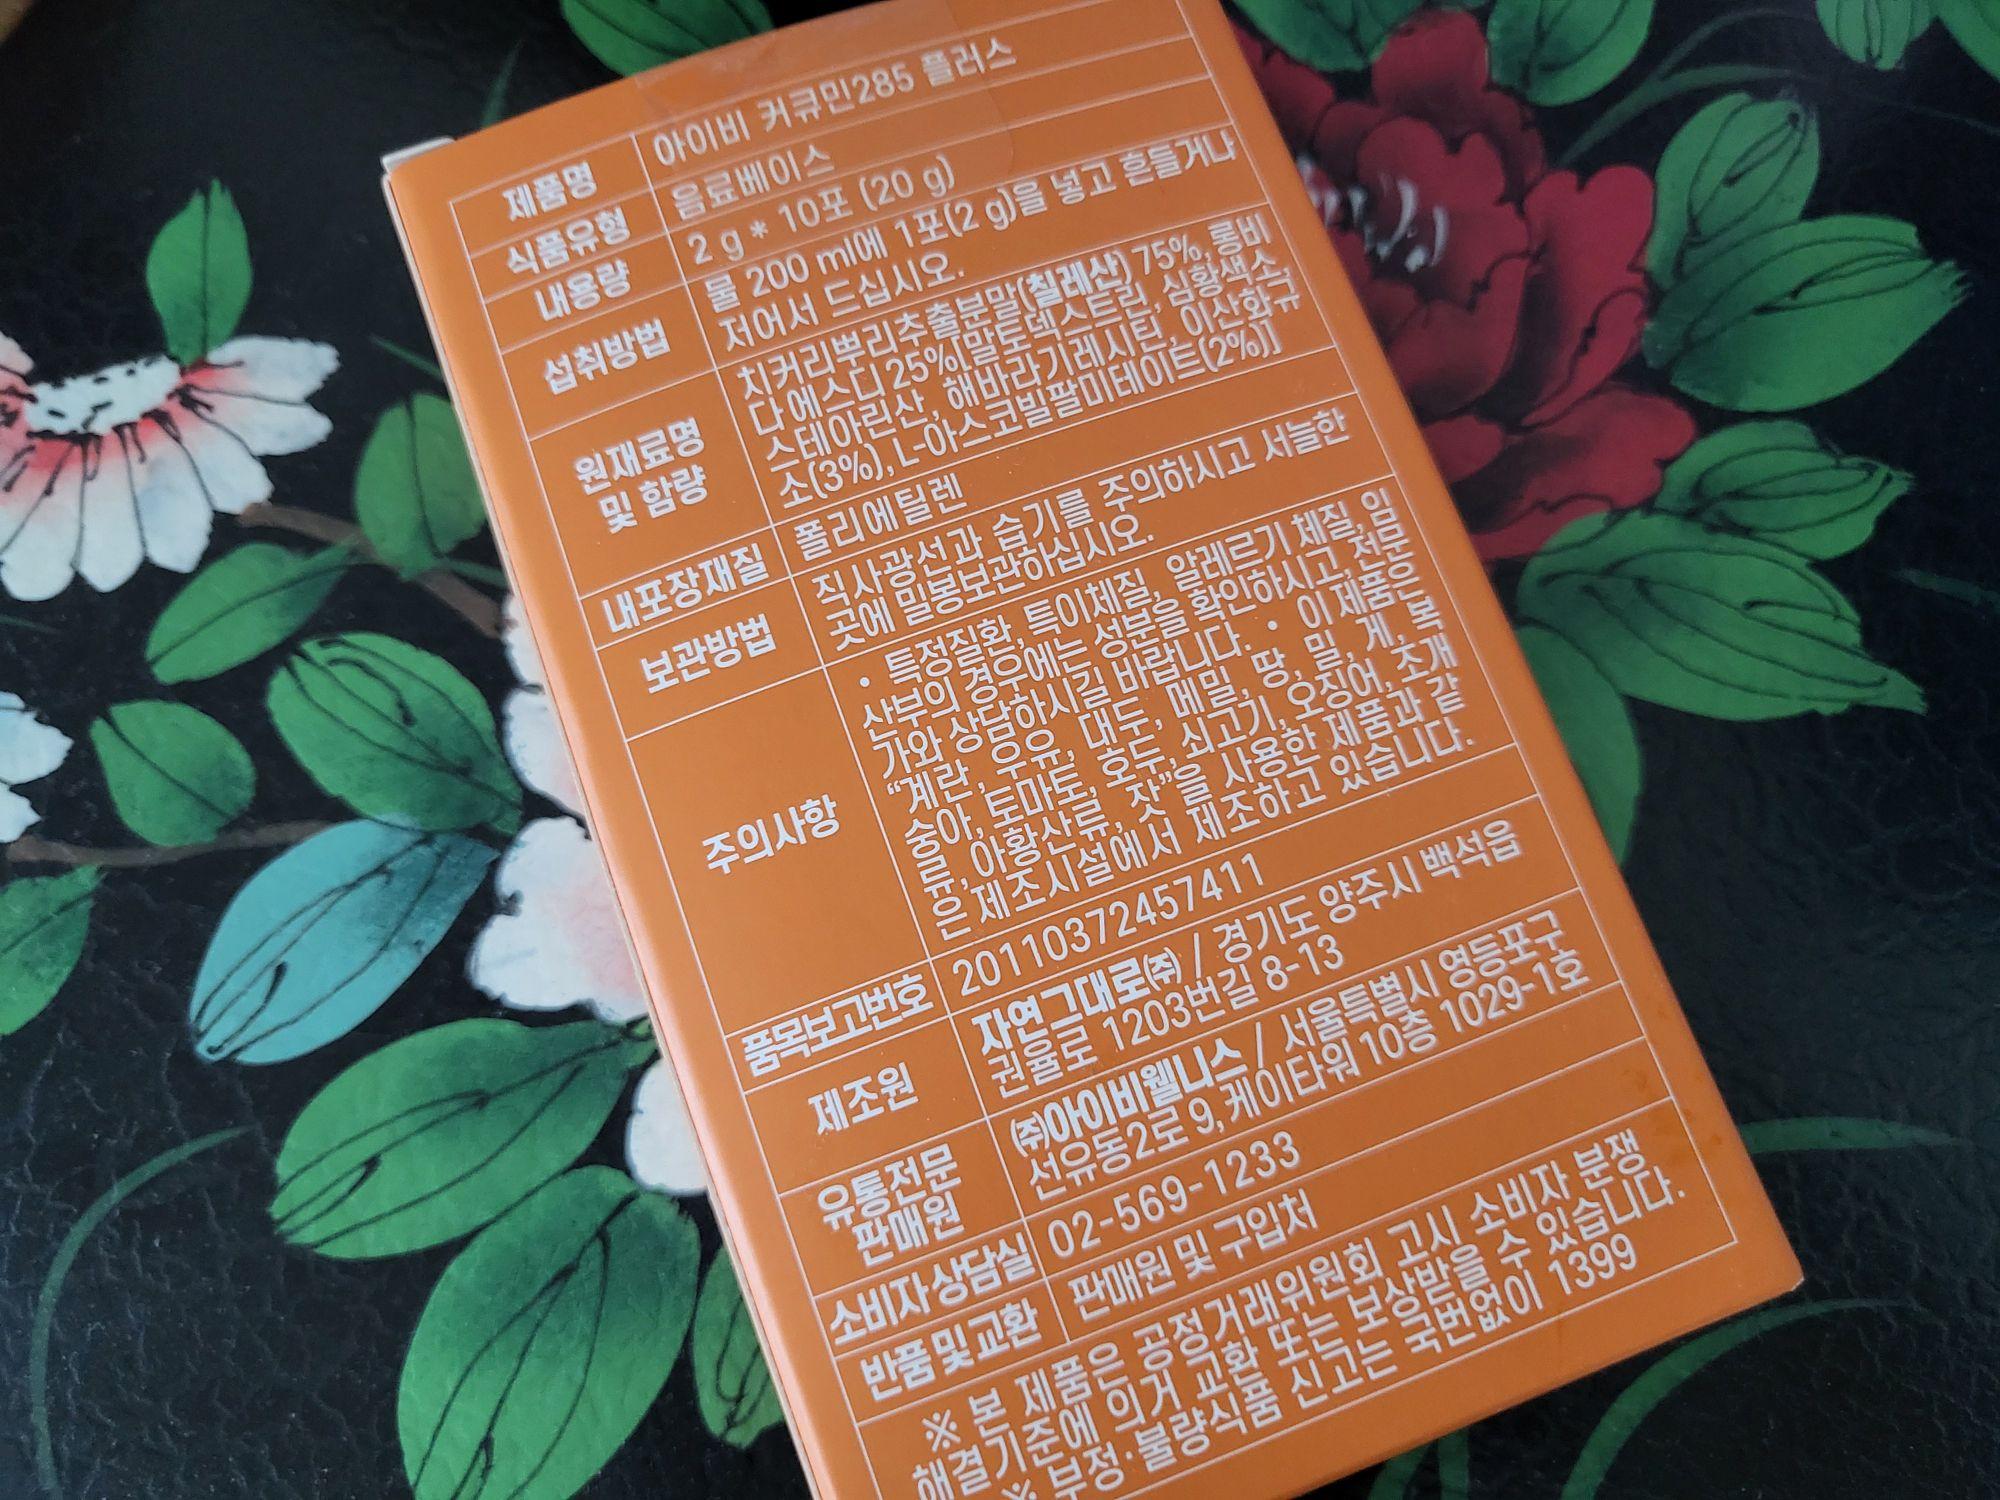 제품명 아이비 커큐민285 플러스
식품유형 음료베이스
내용량 2 g * 10포 (20 g)
섭취방법 물 200 ml에 1포(2 g)을 넣고 흔들거나
저어서 드십시오.
원재료명 및 함량 치커리뿌리추출분말(칠레산) 75%, 롱비
다 에스디 25%[말토덱스트린, 심황색소,
스테아린산, 해바라기레시틴, 이산화규
소(3%), L-아스코빌팔미테이트(2%)]
내포장재질 폴리에틸렌
보관방법 직사광선과 습기를 주의하시고 서늘한
곳에 밀봉보관하십시오.
주의사항 • 특정질환, 특이체질, 알레르기 체질, 임
산부의 경우에는 성분을 확인하시고, 전문
가와 상담하시길 바랍니다. • 이 제품은
“계란, 우유, 대두, 메밀, 땅, 밀, 게, 복
숭아, 토마토, 호두, 쇠고기, 오징어, 조개
류, 아황산류, 잣”을 사용한 제품과 같
은 제조시설에서 제조하고 있습니다.
품목보고번호 20110372457411
제조원 자연그대로㈜ / 경기도 양주시 백석읍
권율로 1203번길 8-13
유통전문 판매원 ㈜아이비웰니스 / 서울특별시 영등포구
선유동2로 9, 케이타워 10층 1029-1호
소비자상담실 02-569-1233
반품 및 교환 판매원 및 구입처
※ 본 제품은 공정거래위원회 고시 소비자 분쟁
해결기준에 의거 교환 또는 보상받을 수 있습니다.
※ 부정·불량식품 신고는 국번없이 1399